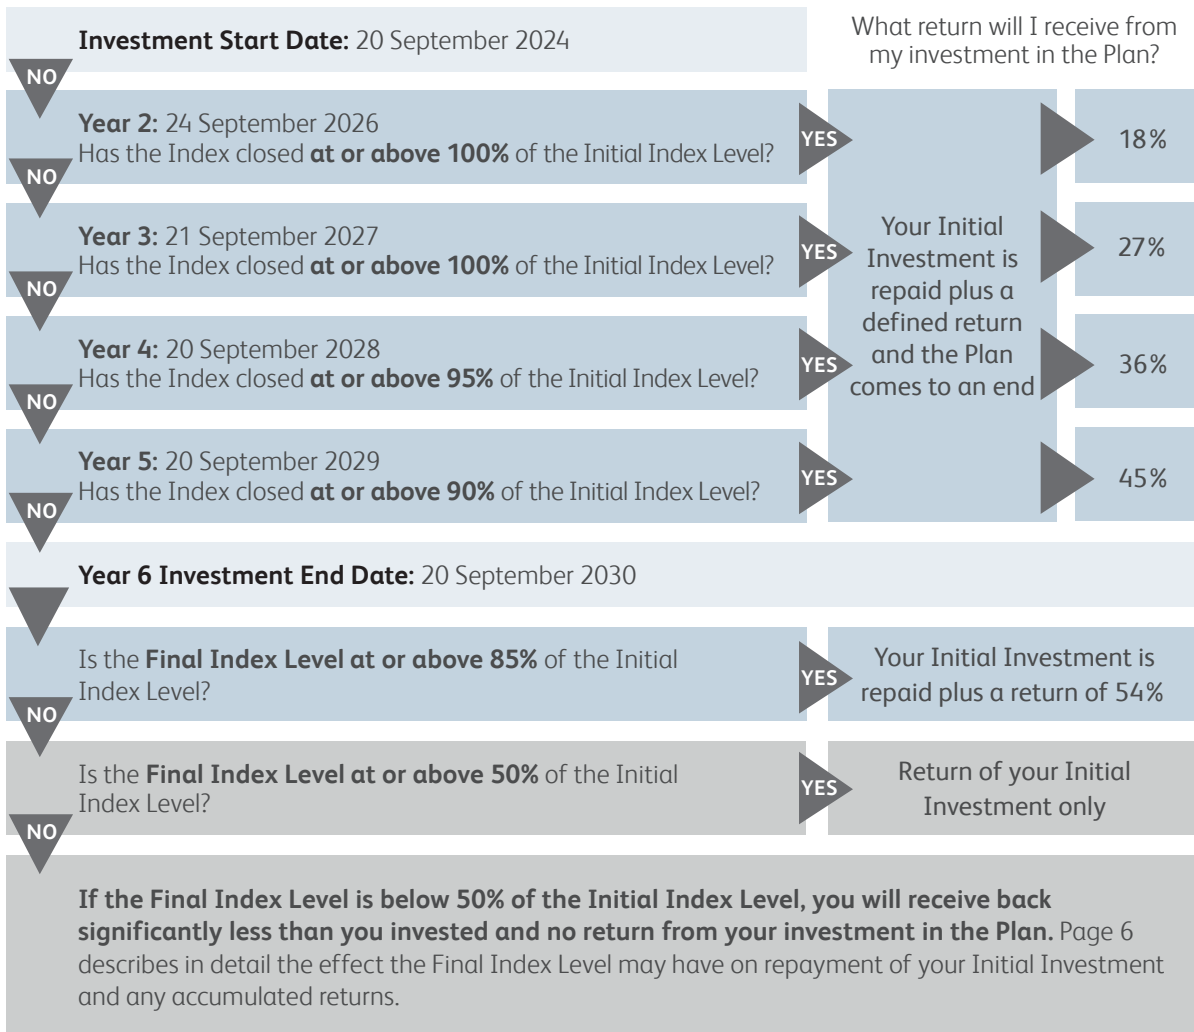 Investment Start Date: 20 September 2024
What return will I receive from
my investment in the Plan?
NO
Year 2: 24 September 2026
Has the Index closed at or above 100% of the Initial Index Level?
YES
18%
NO
Year 3: 21 September 2027
Has the Index closed at or above 100% of the Initial Index Level?
YES
27%
NO
Year 4: 20 September 2028
Has the Index closed at or above 95% of the Initial Index Level?
YES
36%
NO
Year 5: 20 September 2029
Has the Index closed at or above 90% of the Initial Index Level?
YES
45%
Your Initial
Investment is
repaid plus a
defined return
and the Plan
comes to an end
NO
Year 6 Investment End Date: 20 September 2030
Is the Final Index Level at or above 85% of the Initial
Index Level?
YES
Your Initial Investment is
repaid plus a return of 54%
NO
Is the Final Index Level at or above 50% of the Initial
Index Level?
YES
Return of your Initial
Investment only
NO
If the Final Index Level is below 50% of the Initial Index Level, you will receive back
significantly less than you invested and no return from your investment in the Plan. Page 6
describes in detail the effect the Final Index Level may have on repayment of your Initial Investment
and any accumulated returns.